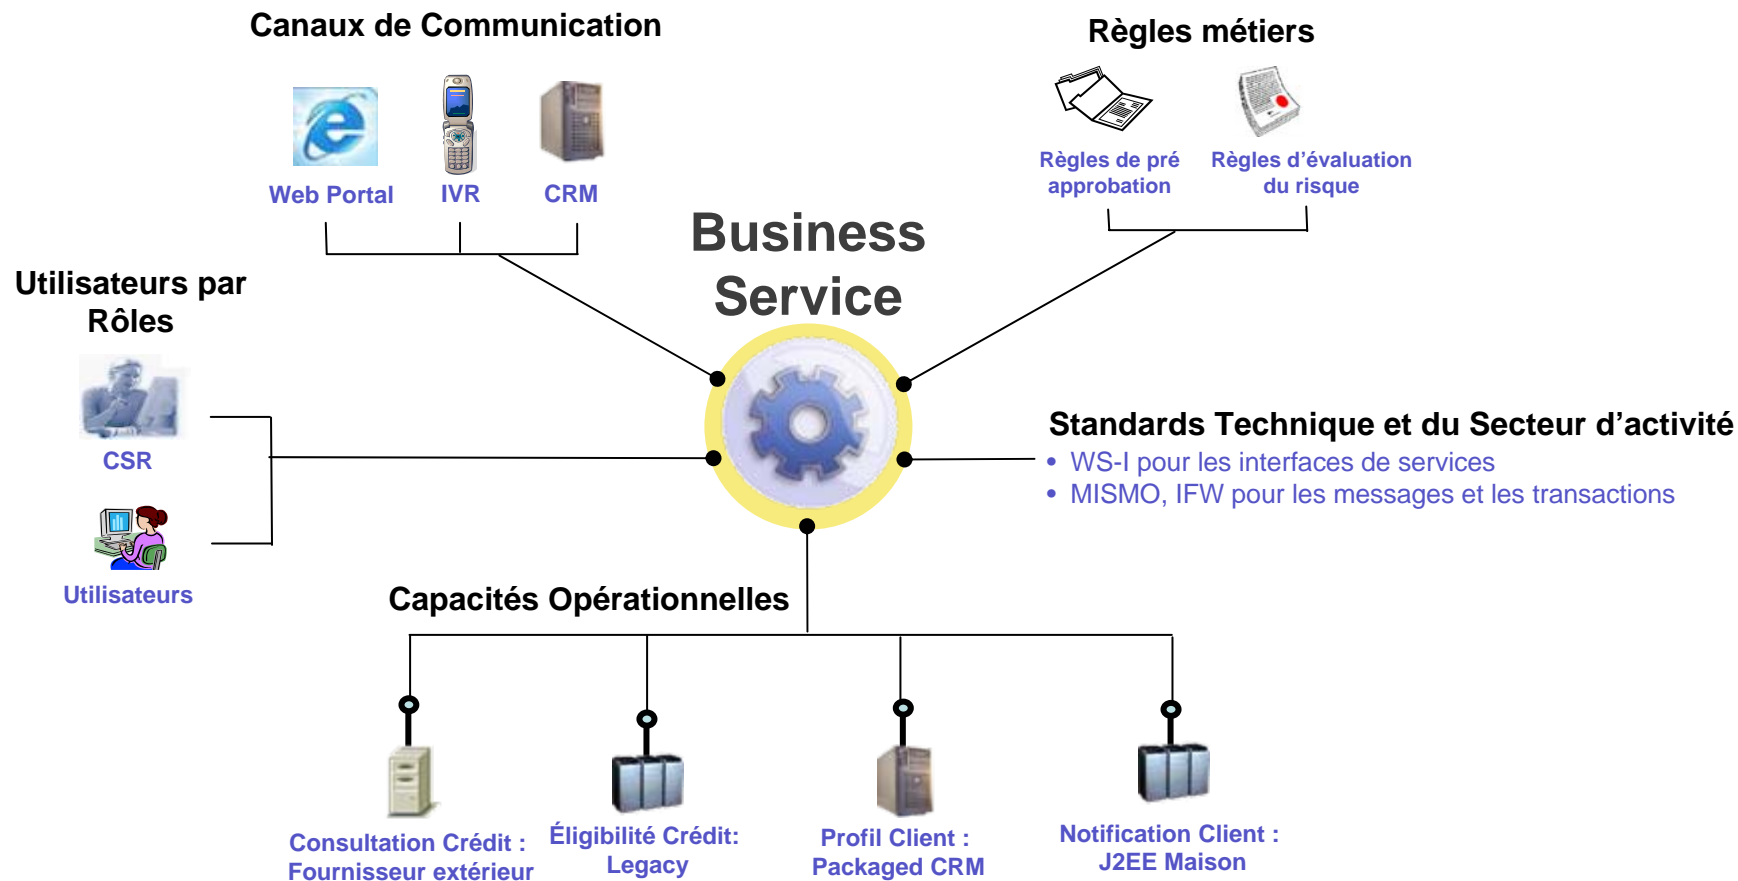 Canaux de Communication
Web Portal
IVR
CRM
Règles métiers
Règles de pré
approbation
Règles d’évaluation
du risque
Business
Service
Utilisateurs par
Rôles
CSR
Utilisateurs
Standards Technique et du Secteur d’activité
• WS-I pour les interfaces de services
• MISMO, IFW pour les messages et les transactions
Capacités Opérationnelles
Consultation Crédit :
Fournisseur extérieur
Éligibilité Crédit:
Legacy
Profil Client :
Packaged CRM
Notification Client :
J2EE Maison